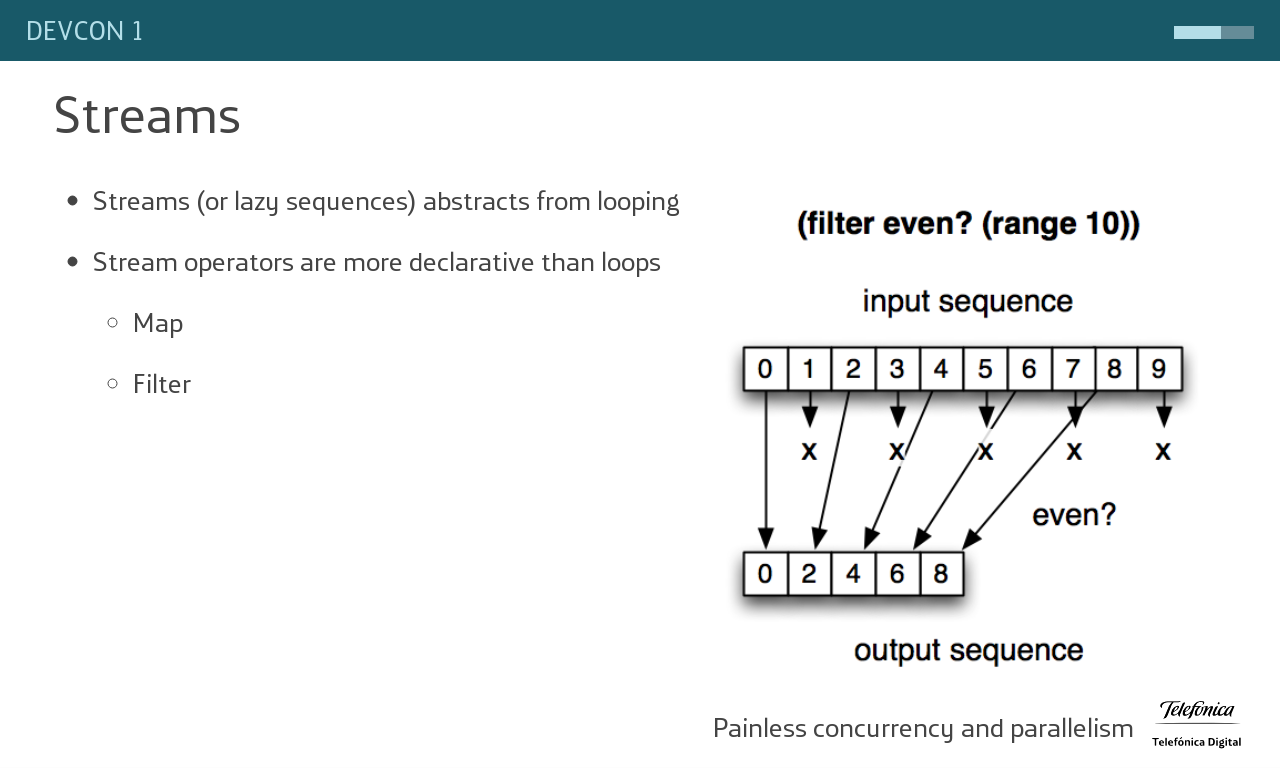 DEVCON 1
Streams
Streams (or lazy sequences) abstracts from looping
Stream operators are more declarative than loops
Map
Filter
(filter even? (range 10))
input sequence
0 1 2 3 4 5 6 7 8 9
x x x x x
even?
0 2 4 6 8
output sequence
Painless concurrency and parallelism
Telefónica
Telefónica Digital